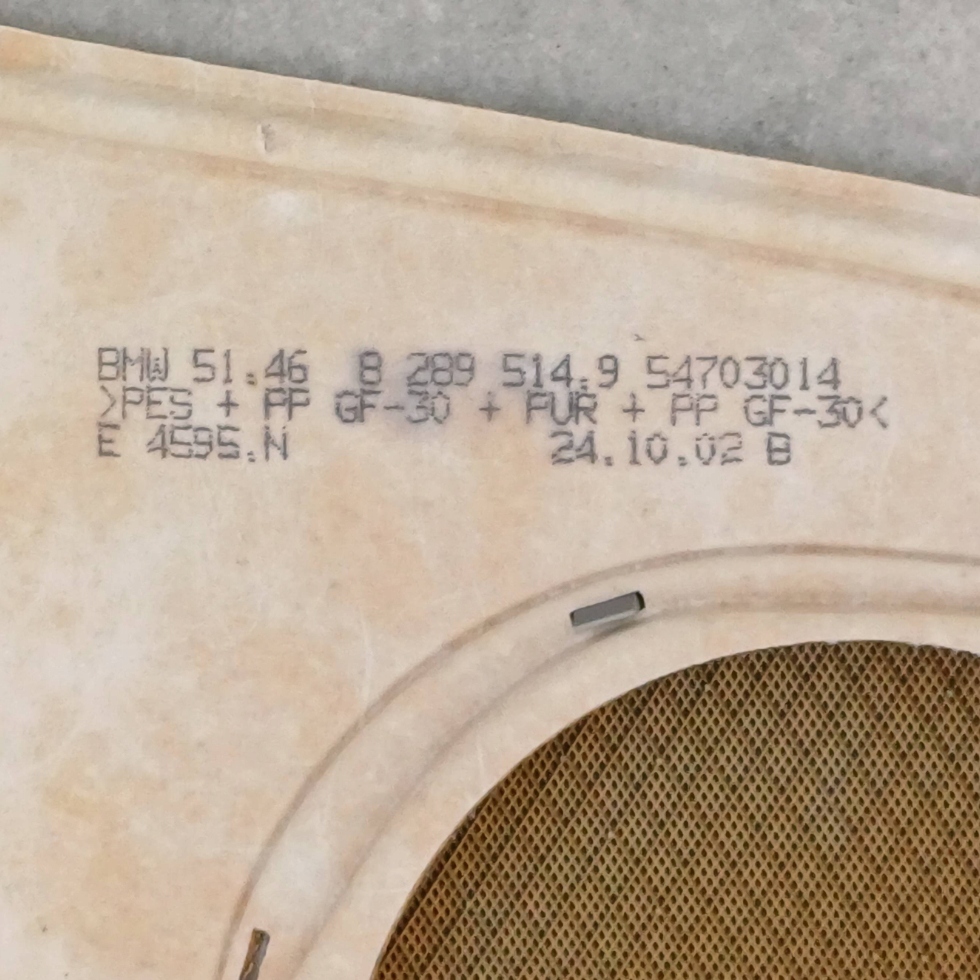 BMW 51.46 8 289 514.9 54703014
>PES + PP GF-30 + PUR + PP GF-30<
E 4595.N 24.10.02 B